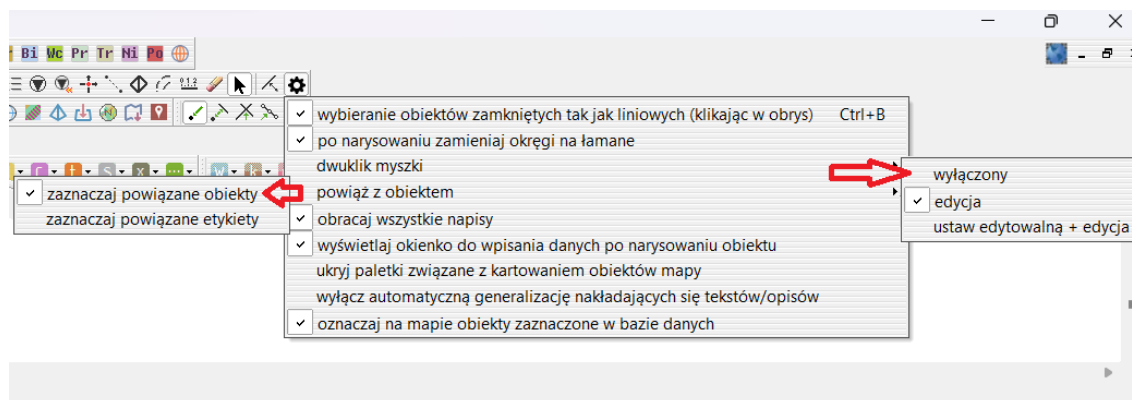 Bi Wc Pr Tr Ni Po
wybieranie obiektów zamkniętych tak jak liniowych (klikając w obrys) Ctrl+B
po narysowaniu zamieniaj okręgi na łamane
dwuklik myszki
powiąż z obiektem
obracaj wszystkie napisy
wyświetlaj okienko do wpisania danych po narysowaniu obiektu
ukryj paletki związane z kartowaniem obiektów mapy
wyłącz automatyczną generalizację nakładających się tekstów/opisów
oznaczaj na mapie obiekty zaznaczone w bazie danych
zaznaczaj powiązane obiekty
zaznaczaj powiązane etykiety
wyłączony
edycja
ustaw edytowalną + edycja